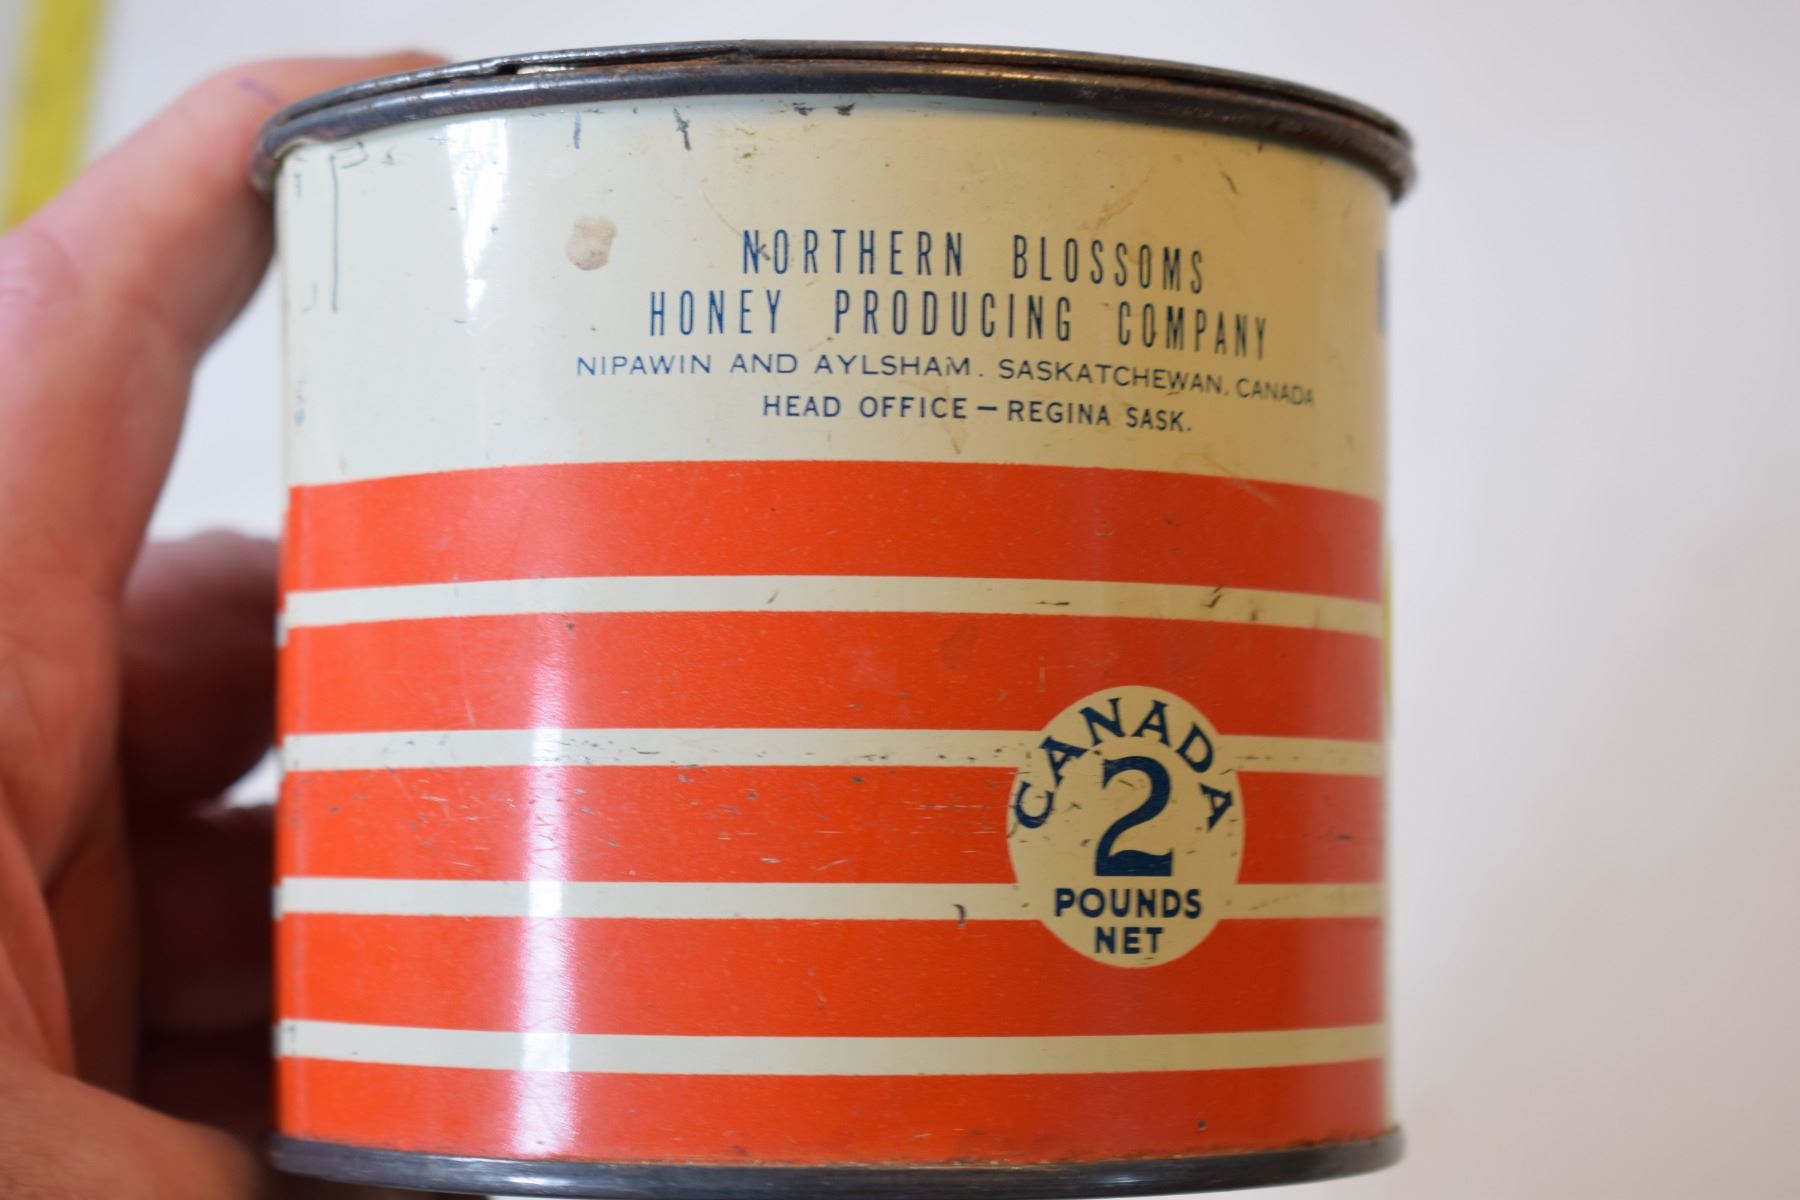 NORTHERN BLOSSOMS
HONEY PRODUCING COMPANY
NIPAWIN AND AYLSHAM. SASKATCHEWAN. CANADA
HEAD OFFICE — REGINA SASK.
CANADA
2
POUNDS
NET